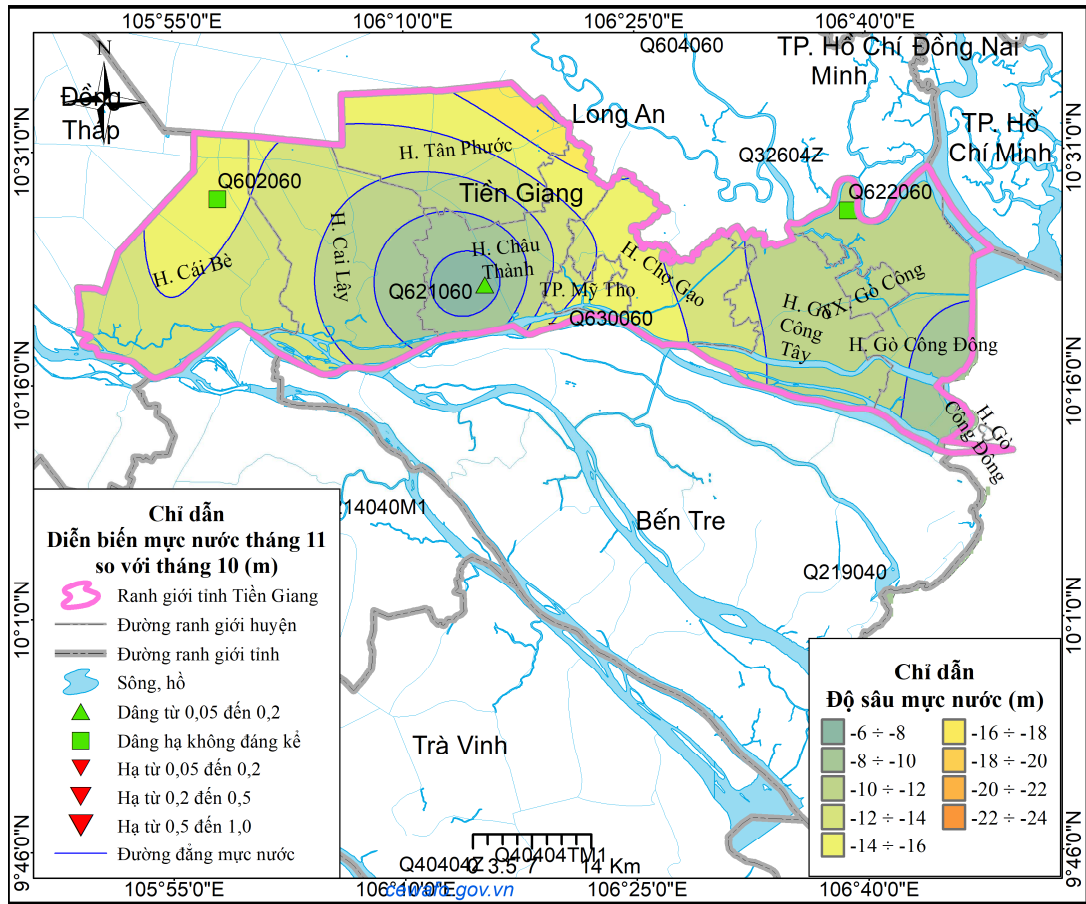 105°55'0"E 106°10'0"E 106°25'0"E 106°40'0"E
Q604060
TP. Hồ Chí Minh
Đồng Nai
N
Đồng Tháp
Long An
TP. Hồ Chí Minh
10°31'0"N
10°31'0"N
H. Tân Phước
Q32604Z
Q602060
Tiền Giang
Q622060
H. Cái Bè
H. Cai Lậy
H. Châu Thành
Q621060
TP. Mỹ Tho
H. Chợ Gạo
Q630060
H. Gò Công Tây
TX. Gò Công
H. Gò Công Đông
H. Gò Công Đông
10°16'0"N
10°16'0"N
14040M1
Bến Tre
Q219040
10°1'0"N
10°1'0"N
Trà Vinh
Chỉ dẫn
Diễn biến mực nước tháng 11
so với tháng 10 (m)
Ranh giới tỉnh Tiền Giang
Đường ranh giới huyện
Đường ranh giới tỉnh
Sông, hồ
Dâng từ 0,05 đến 0,2
Dâng hạ không đáng kể
Hạ từ 0,05 đến 0,2
Hạ từ 0,2 đến 0,5
Hạ từ 0,5 đến 1,0
Đường đẳng mực nước
Chỉ dẫn
Độ sâu mực nước (m)
-6 ÷ -8
-8 ÷ -10
-10 ÷ -12
-12 ÷ -14
-14 ÷ -16
-16 ÷ -18
-18 ÷ -20
-20 ÷ -22
-22 ÷ -24
9°46'0"N
9°46'0"N
Q40404Z
Q40404TM1
0 3.5 7 14 Km
105°55'0"E 106°10'0"E 106°25'0"E 106°40'0"E
cewafo.gov.vn